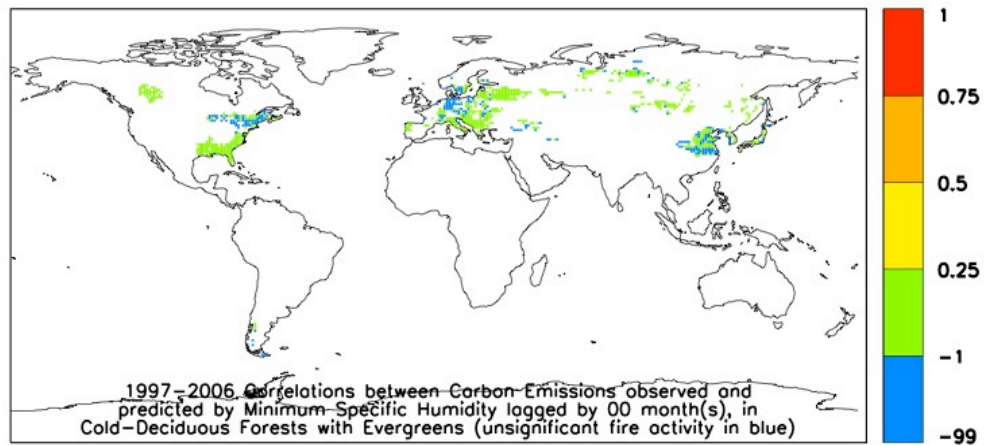 1
0.75
0.5
0.25
-1
-99
1997-2006 Correlations between Carbon Emissions observed and
predicted by Minimum Specific Humidity lagged by 00 month(s), in
Cold-Deciduous Forests with Evergreens (unsignificant fire activity in blue)